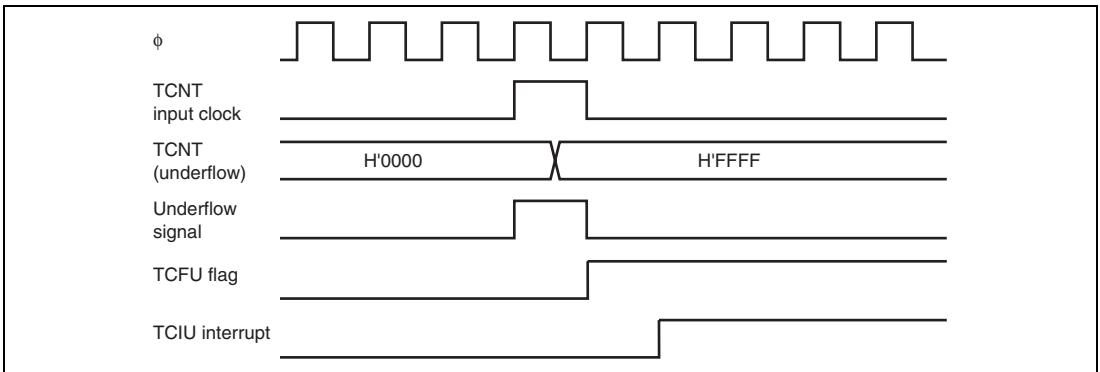 ϕ
TCNT
input clock
TCNT
(underflow)
H'0000
H'FFFF
Underflow
signal
TCFU flag
TCIU interrupt